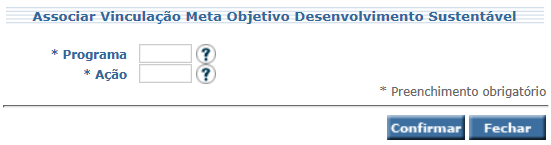 Associar Vinculação Meta Objetivo Desenvolvimento Sustentável
* Programa ?
* Ação ?
* Preenchimento obrigatório
Confirmar Fechar